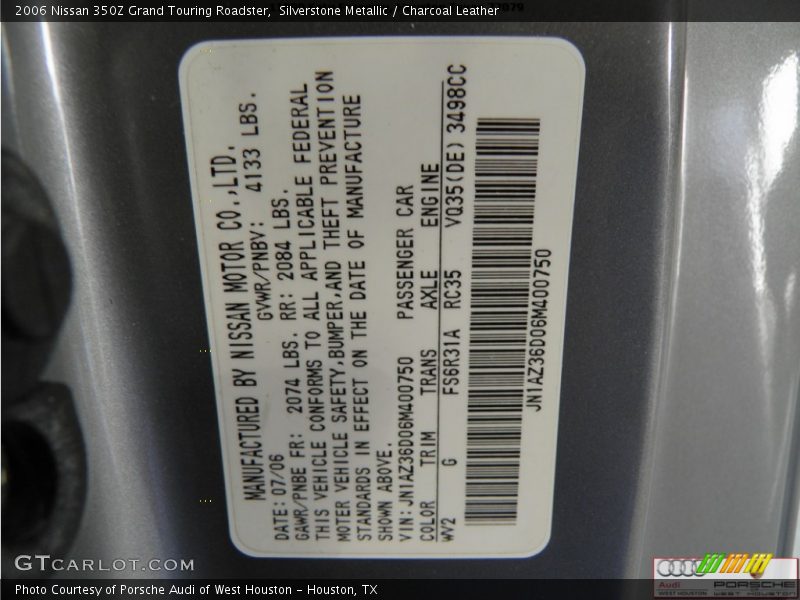 2006 Nissan 350Z Grand Touring Roadster, Silverstone Metallic / Charcoal Leather
MANUFACTURED BY NISSAN MOTOR CO.,LTD.
DATE: 07/06 GVWR/PNBV: 4133 LBS.
GAWR/PNBE FR: 2074 LBS. RR: 2084 LBS.
THIS VEHICLE CONFORMS TO ALL APPLICABLE FEDERAL
MOTOR VEHICLE SAFETY,BUMPER,AND THEFT PREVENTION
STANDARDS IN EFFECT ON THE DATE OF MANUFACTURE
SHOWN ABOVE.
VIN: JN1AZ36D06M400750 PASSENGER CAR
COLOR TRIM TRANS AXLE ENGINE
WV2 G FS6R31A RC35 VQ35(DE) 3498CC
JN1AZ36D06M400750
GTCARLOT.COM
Audi PORSCHE
WEST HOUSTON WEST HOUSTON
Photo Courtesy of Porsche Audi of West Houston - Houston, TX